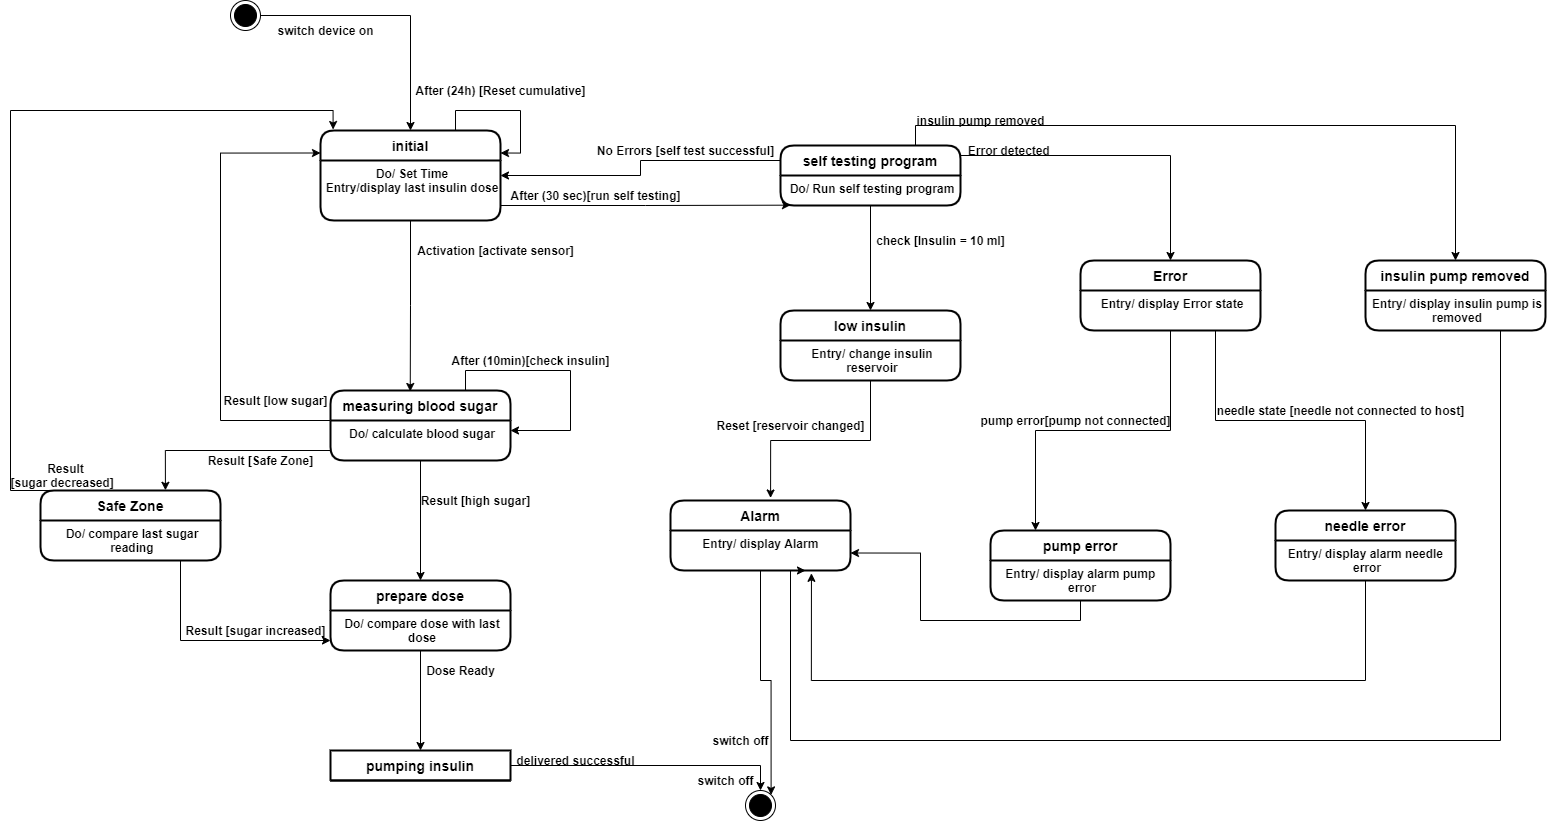 switch device on
After (24h) [Reset cumulative]
initial
Do/ Set Time
Entry/display last insulin dose
No Errors [self test successful]
After (30 sec)[run self testing]
insulin pump removed
self testing program
Do/ Run self testing program
Error detected
Activation [activate sensor]
check [Insulin = 10 ml]
Error
Entry/ display Error state
insulin pump removed
Entry/ display insulin pump is
removed
low insulin
Entry/ change insulin
reservoir
After (10min)[check insulin]
Result [low sugar]
measuring blood sugar
Do/ calculate blood sugar
Reset [reservoir changed]
pump error[pump not connected]
needle state [needle not connected to host]
Result [Safe Zone]
Result
[sugar decreased]
Safe Zone
Do/ compare last sugar
reading
Result [high sugar]
Alarm
Entry/ display Alarm
pump error
Entry/ display alarm pump
error
needle error
Entry/ display alarm needle
error
prepare dose
Do/ compare dose with last
dose
Result [sugar increased]
Dose Ready
switch off
pumping insulin
delivered successful
switch off